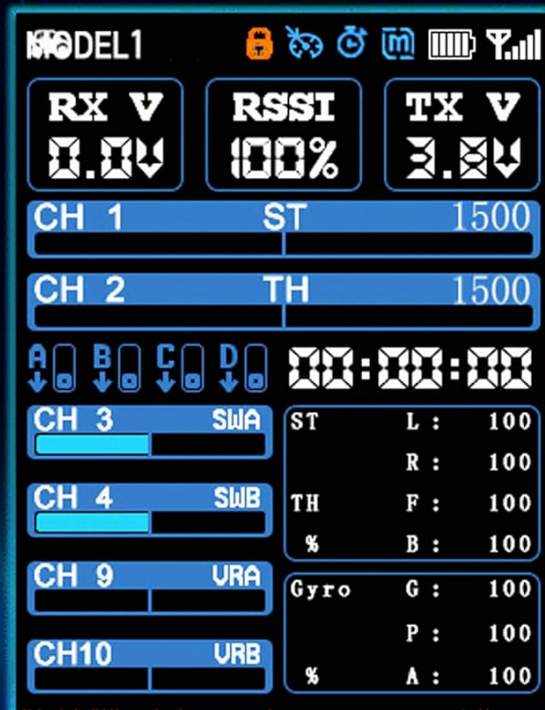 MODEL1
RX V RSSI TX V
0.0V 100% 3.8V
CH 1 ST 1500
CH 2 TH 1500
A B C D 00:00:00
CH 3 SWA
CH 4 SWB
CH 9 VRA
CH10 VRB
ST L: 100
R: 100
TH F: 100
% B: 100
Gyro G: 100
P: 100
% A: 100